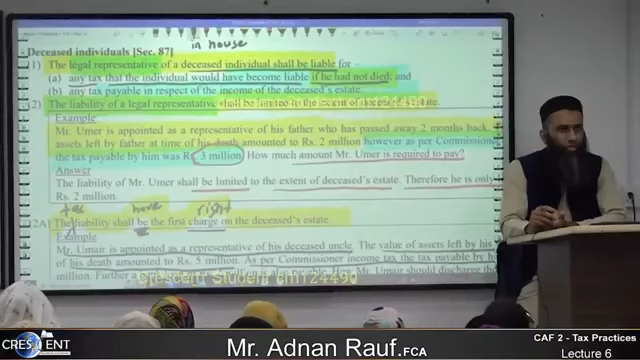 in house
Deceased individuals [Sec. 87]
(1) The legal representative of a deceased individual shall be liable for –
(a) any tax that the individual would have become liable if he had not died; and
(b) any tax payable in respect of the income of the deceased's estate.
(2) The liability of a legal representative shall be limited to the extent of deceased's estate.
Example
Mr. Umer is appointed as a representative of his father who has passed away 2 months back.
assets left by father at time of his death amounted to Rs. 2 million however as per Commissioner
the tax payable by him was Rs. 3 million. How much amount Mr. Umer is required to pay?
Answer
The liability of Mr. Umer shall be limited to the extent of deceased's estate. Therefore he is only
Rs. 2 million.
tax have right
(2A) The liability shall be the first charge on the deceased's estate.
Example
Mr. Umair is appointed as a representative of his deceased uncle. The value of assets left by his
of his death amounted to Rs. 5 million. As per Commissioner income tax the tax payable by
million. Further a
Mr. Umair should discharge
Crescent Student cm124490
CRESCENT
Mr. Adnan Rauf.FCA
CAF 2 - Tax Practices
Lecture 6